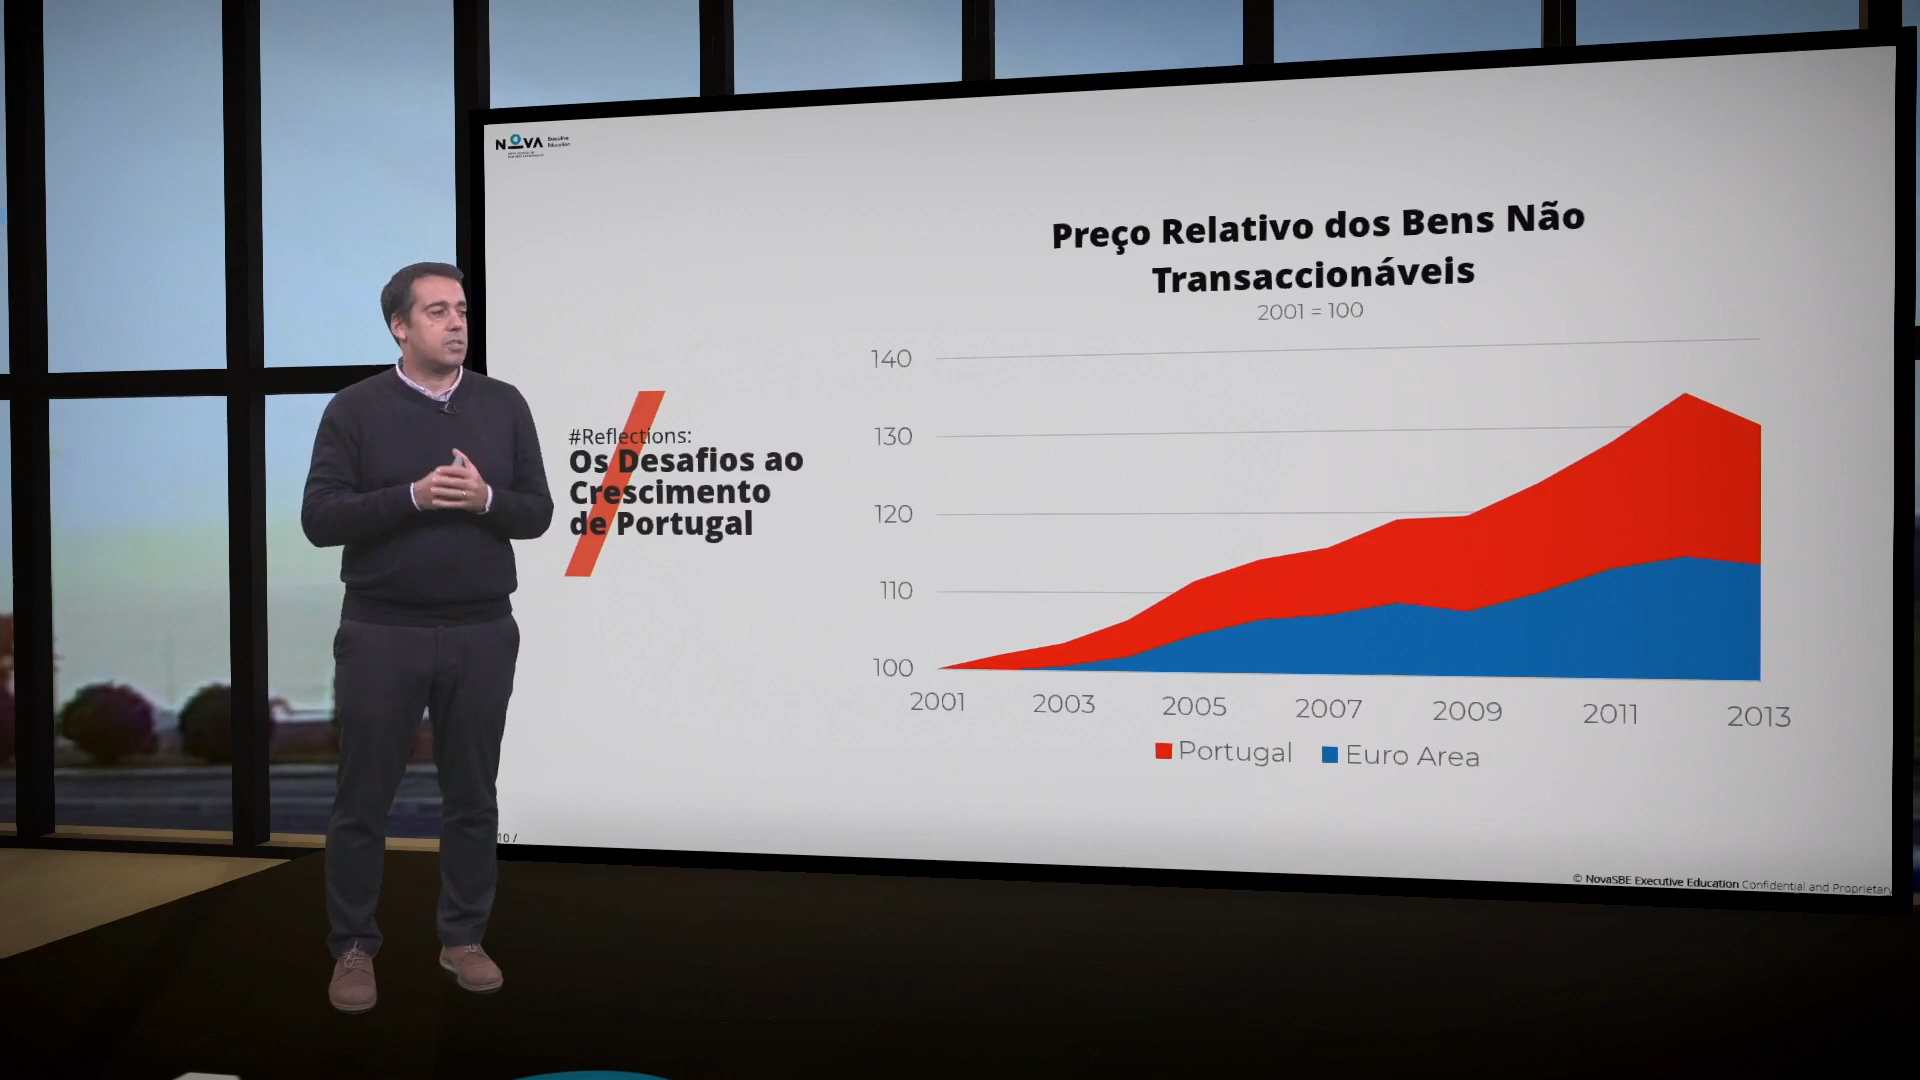 NOVA
Executive
Education
Preço Relativo dos Bens Não
Transaccionáveis
2001 = 100
#Reflections:
Os Desafios ao
Crescimento
de Portugal
140
130
120
110
100
2001 2003 2005 2007 2009 2011 2013
Portugal Euro Area
10 /
© NovaSBE Executive Education Confidential and Proprietary